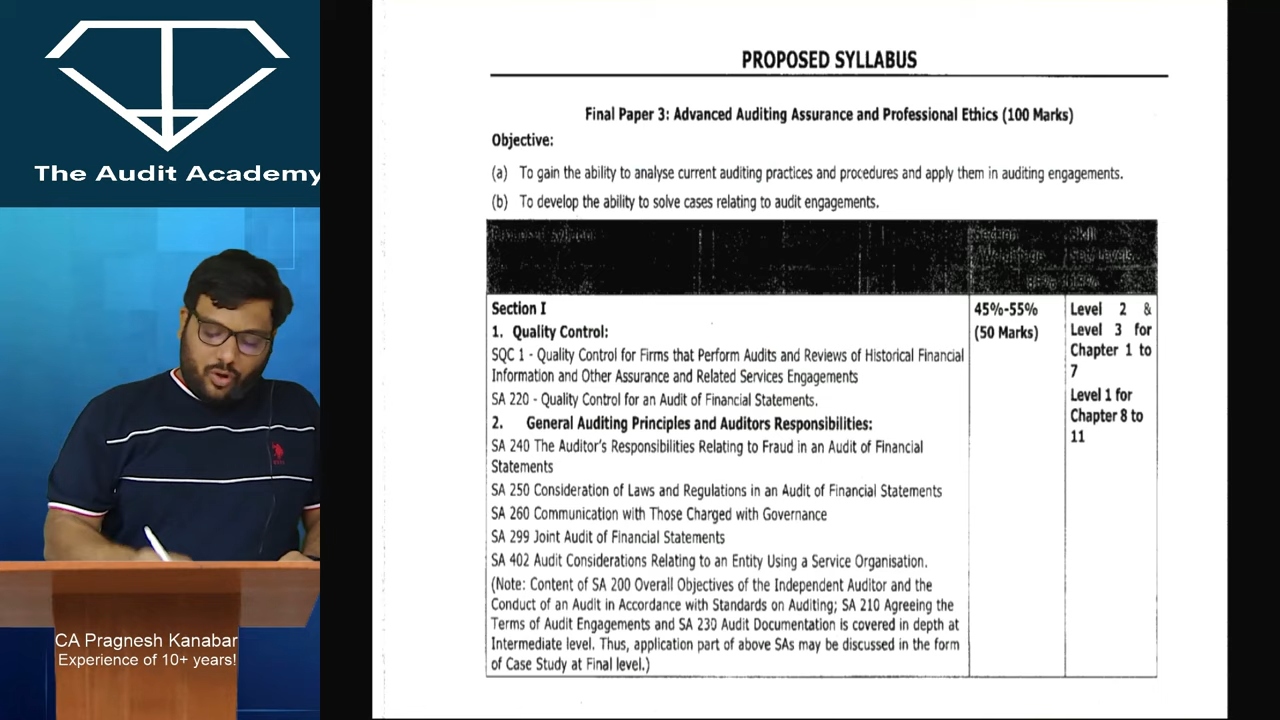 The Audit Academy
CA Pragnesh Kanabar
Experience of 10+ years!
PROPOSED SYLLABUS
Final Paper 3: Advanced Auditing Assurance and Professional Ethics (100 Marks)
Objective:
(a) To gain the ability to analyse current auditing practices and procedures and apply them in auditing engagements.
(b) To develop the ability to solve cases relating to audit engagements.
Section I
1. Quality Control:
SQC 1 - Quality Control for Firms that Perform Audits and Reviews of Historical Financial
Information and Other Assurance and Related Services Engagements
SA 220 - Quality Control for an Audit of Financial Statements.
2. General Auditing Principles and Auditors Responsibilities:
SA 240 The Auditor's Responsibilities Relating to Fraud in an Audit of Financial
Statements
SA 250 Consideration of Laws and Regulations in an Audit of Financial Statements
SA 260 Communication with Those Charged with Governance
SA 299 Joint Audit of Financial Statements
SA 402 Audit Considerations Relating to an Entity Using a Service Organisation.
(Note: Content of SA 200 Overall Objectives of the Independent Auditor and the
Conduct of an Audit in Accordance with Standards on Auditing; SA 210 Agreeing the
Terms of Audit Engagements and SA 230 Audit Documentation is covered in depth at
Intermediate level. Thus, application part of above SAs may be discussed in the form
of Case Study at Final level.)
45%-55%
(50 Marks)
Level 2 &
Level 3 for
Chapter 1 to
7
Level 1 for
Chapter 8 to
11